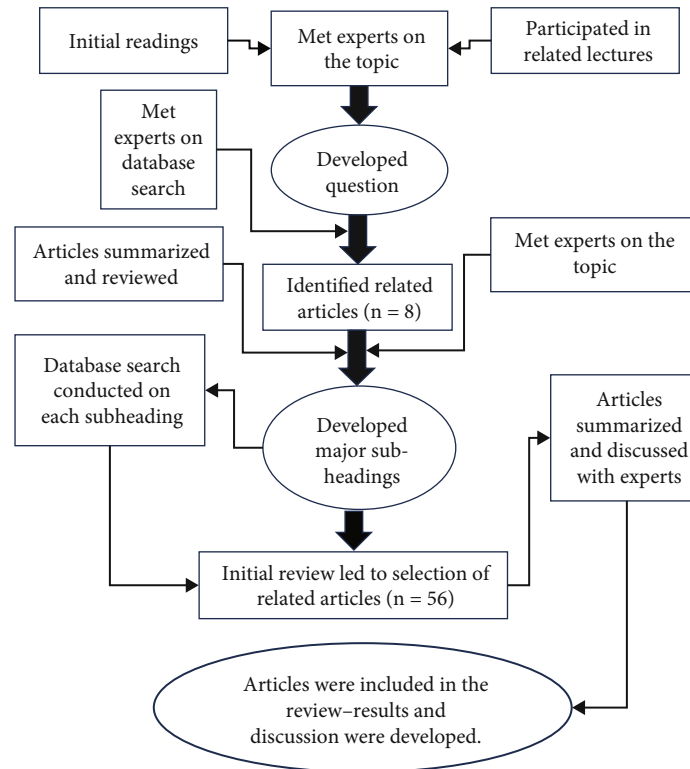 Initial readings
Met experts on
the topic
Participated in
related lectures
Met
experts on
database
search
Developed
question
Articles summarized
and reviewed
Identified related
articles (n = 8)
Met experts on the
topic
Database search
conducted on
each subheading
Developed
major sub-
headings
Articles
summarized
and discussed
with experts
Initial review led to selection of
related articles (n = 56)
Articles were included in the
review–results and
discussion were developed.